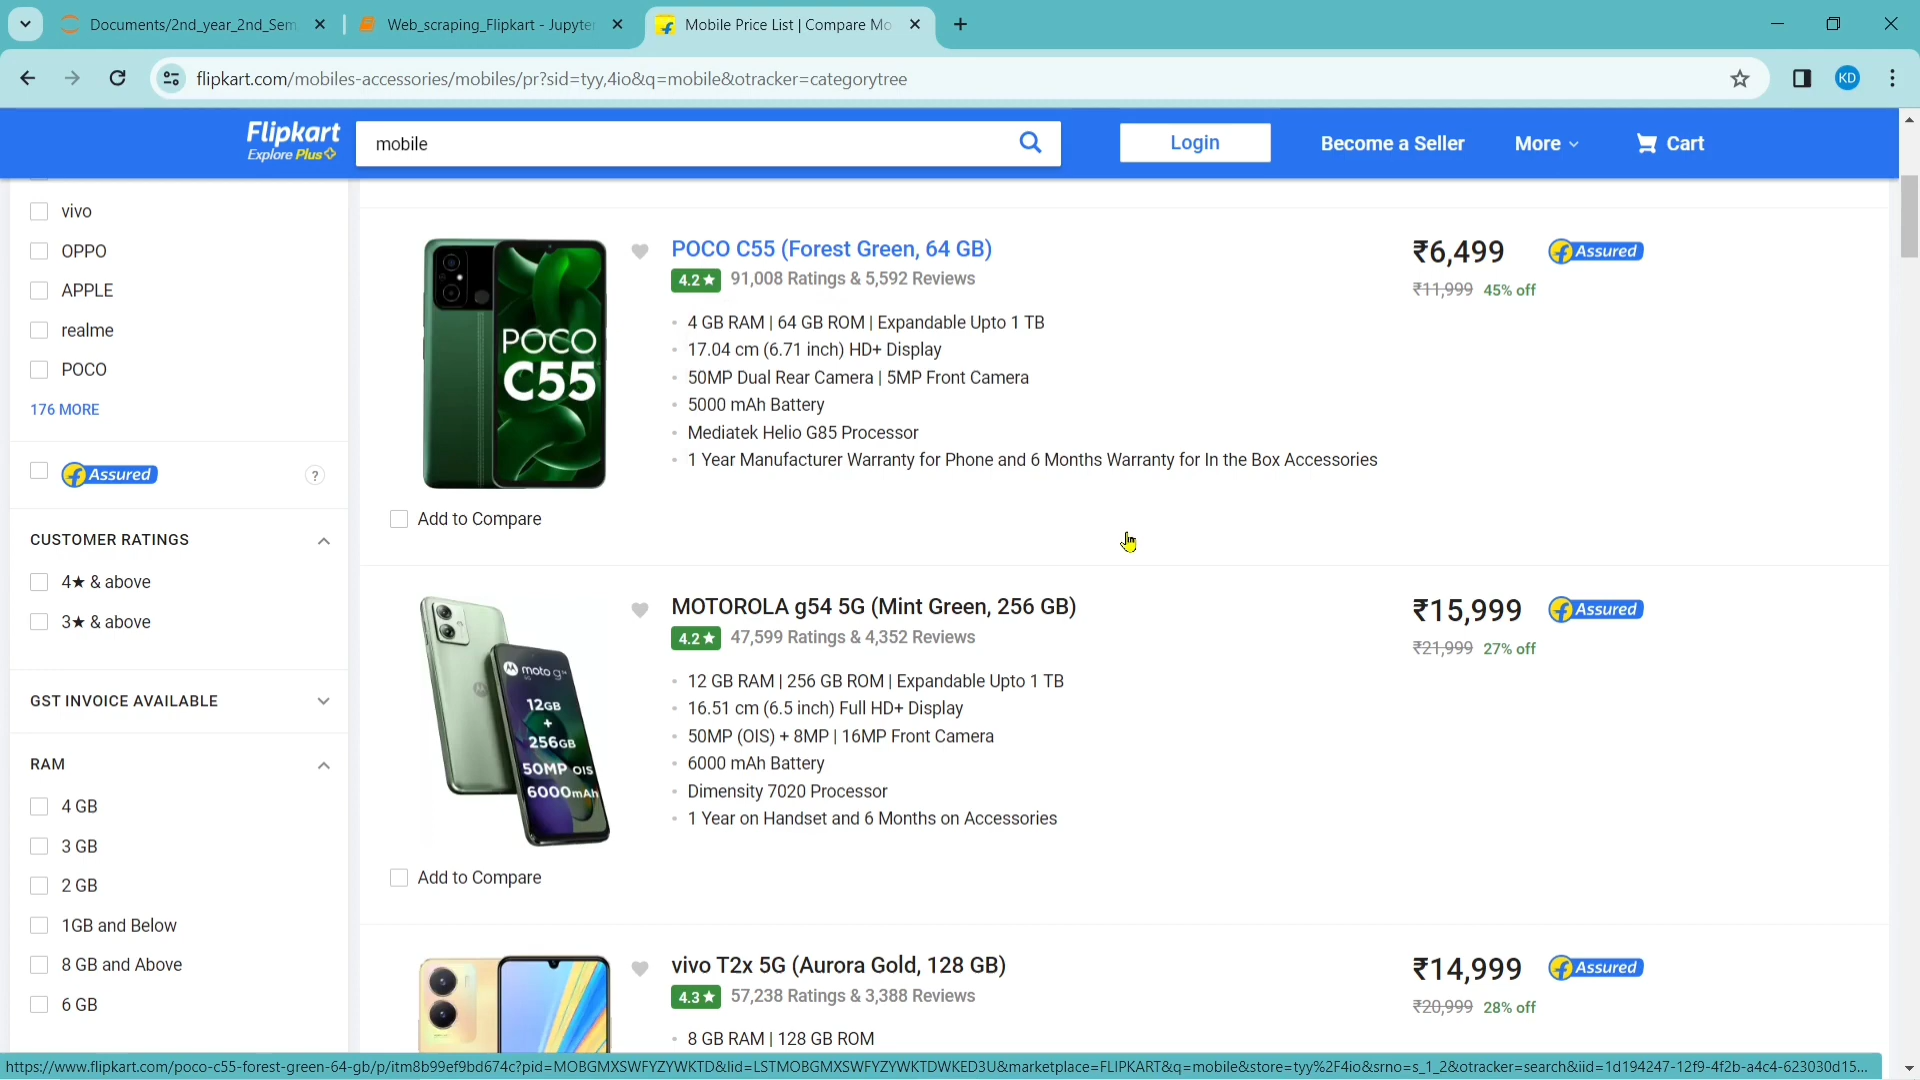 Documents/2nd_year_2nd_Sem
Web_scraping_Flipkart - Jupyte
Mobile Price List | Compare Mo
flipkart.com/mobiles-accessories/mobiles/pr?sid=tyy,4io&q=mobile&otracker=categorytree
KD
Flipkart
Explore Plus
mobile
Login
Become a Seller
More
Cart
vivo
OPPO
APPLE
realme
POCO
176 MORE
Assured
?
CUSTOMER RATINGS
4★ & above
3★ & above
GST INVOICE AVAILABLE
RAM
4 GB
3 GB
2 GB
1GB and Below
8 GB and Above
6 GB
POCO
C55
Add to Compare
POCO C55 (Forest Green, 64 GB)
4.2★ 91,008 Ratings & 5,592 Reviews
4 GB RAM | 64 GB ROM | Expandable Upto 1 TB
17.04 cm (6.71 inch) HD+ Display
50MP Dual Rear Camera | 5MP Front Camera
5000 mAh Battery
Mediatek Helio G85 Processor
1 Year Manufacturer Warranty for Phone and 6 Months Warranty for In the Box Accessories
₹6,499 Assured
₹11,999 45% off
moto g54
12GB
+
256GB
50MP OIS
6000mAh
Add to Compare
MOTOROLA g54 5G (Mint Green, 256 GB)
4.2★ 47,599 Ratings & 4,352 Reviews
12 GB RAM | 256 GB ROM | Expandable Upto 1 TB
16.51 cm (6.5 inch) Full HD+ Display
50MP (OIS) + 8MP | 16MP Front Camera
6000 mAh Battery
Dimensity 7020 Processor
1 Year on Handset and 6 Months on Accessories
₹15,999 Assured
₹21,999 27% off
vivo T2x 5G (Aurora Gold, 128 GB)
4.3★ 57,238 Ratings & 3,388 Reviews
8 GB RAM | 128 GB ROM
₹14,999 Assured
₹20,999 28% off
https://www.flipkart.com/poco-c55-forest-green-64-gb/p/itm8b99ef9bd674c?pid=MOBGMXSWFYZYWKTD&lid=LSTMOBGMXSWFYZYWKTDWKED3U&marketplace=FLIPKART&q=mobile&store=tyy%2F4io&srno=s_1_2&otracker=search&iid=1d194247-12f9-4f2b-a4c4-623030d15...